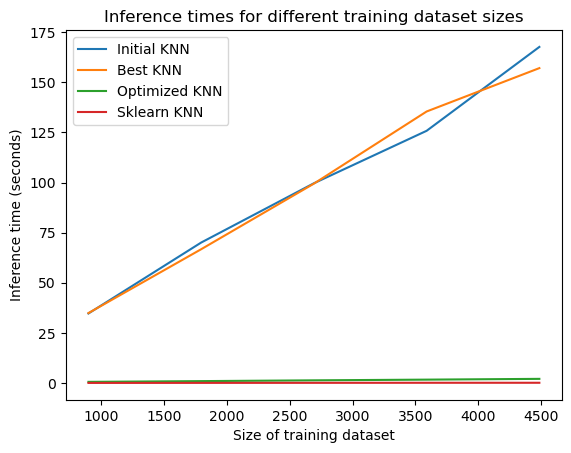 Inference times for different training dataset sizes
Initial KNN
Best KNN
Optimized KNN
Sklearn KNN
Inference time (seconds)
175
150
125
100
75
50
25
0
1000
1500
2000
2500
3000
3500
4000
4500
Size of training dataset